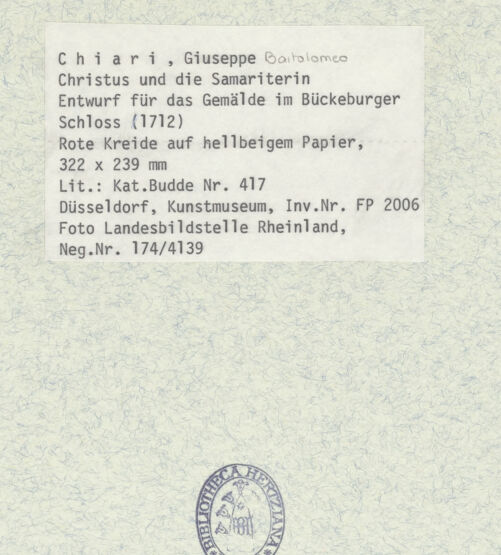 C h i a r i , Giuseppe Bartolomeo
Christus und die Samariterin
Entwurf für das Gemälde im Bückeburger
Schloss (1712)
Rote Kreide auf hellbeigem Papier,
322 x 239 mm
Lit.: Kat.Budde Nr. 417
Düsseldorf, Kunstmuseum, Inv.Nr. FP 2006
Foto Landesbildstelle Rheinland,
Neg.Nr. 174/4139
BIBLIOTHECA HERTZIANA